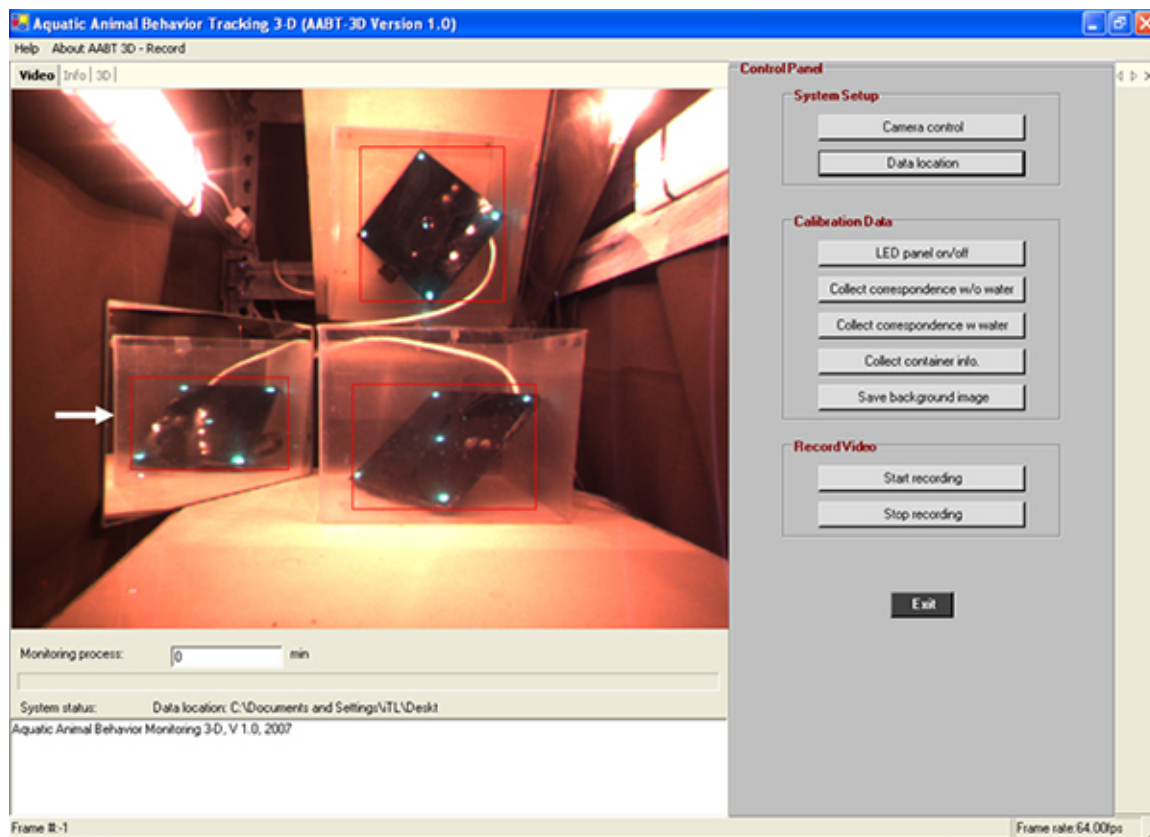 Aquatic Animal Behavior Tracking 3-D (AABT-3D Version 1.0)
Help About AABT 3D - Record
Video Info 3D
Control Panel
System Setup
Camera control
Data location
Calibration Data
LED panel on/off
Collect correspondence w/o water
Collect correspondence w water
Collect container info.
Save background image
Record Video
Start recording
Stop recording
Exit
Monitoring process: 0 min
System status: Data location: C:\Documents and Settings\iTL\Deskt
Aquatic Animal Behavior Monitoring 3-D, V 1.0, 2007
Frame #:-1
Frame rate:64.00fps